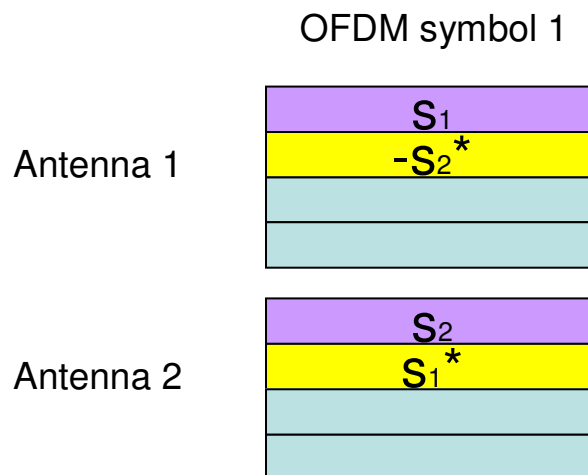 OFDM symbol 1
S1
Antenna 1
-S2*
S2
Antenna 2
S1*